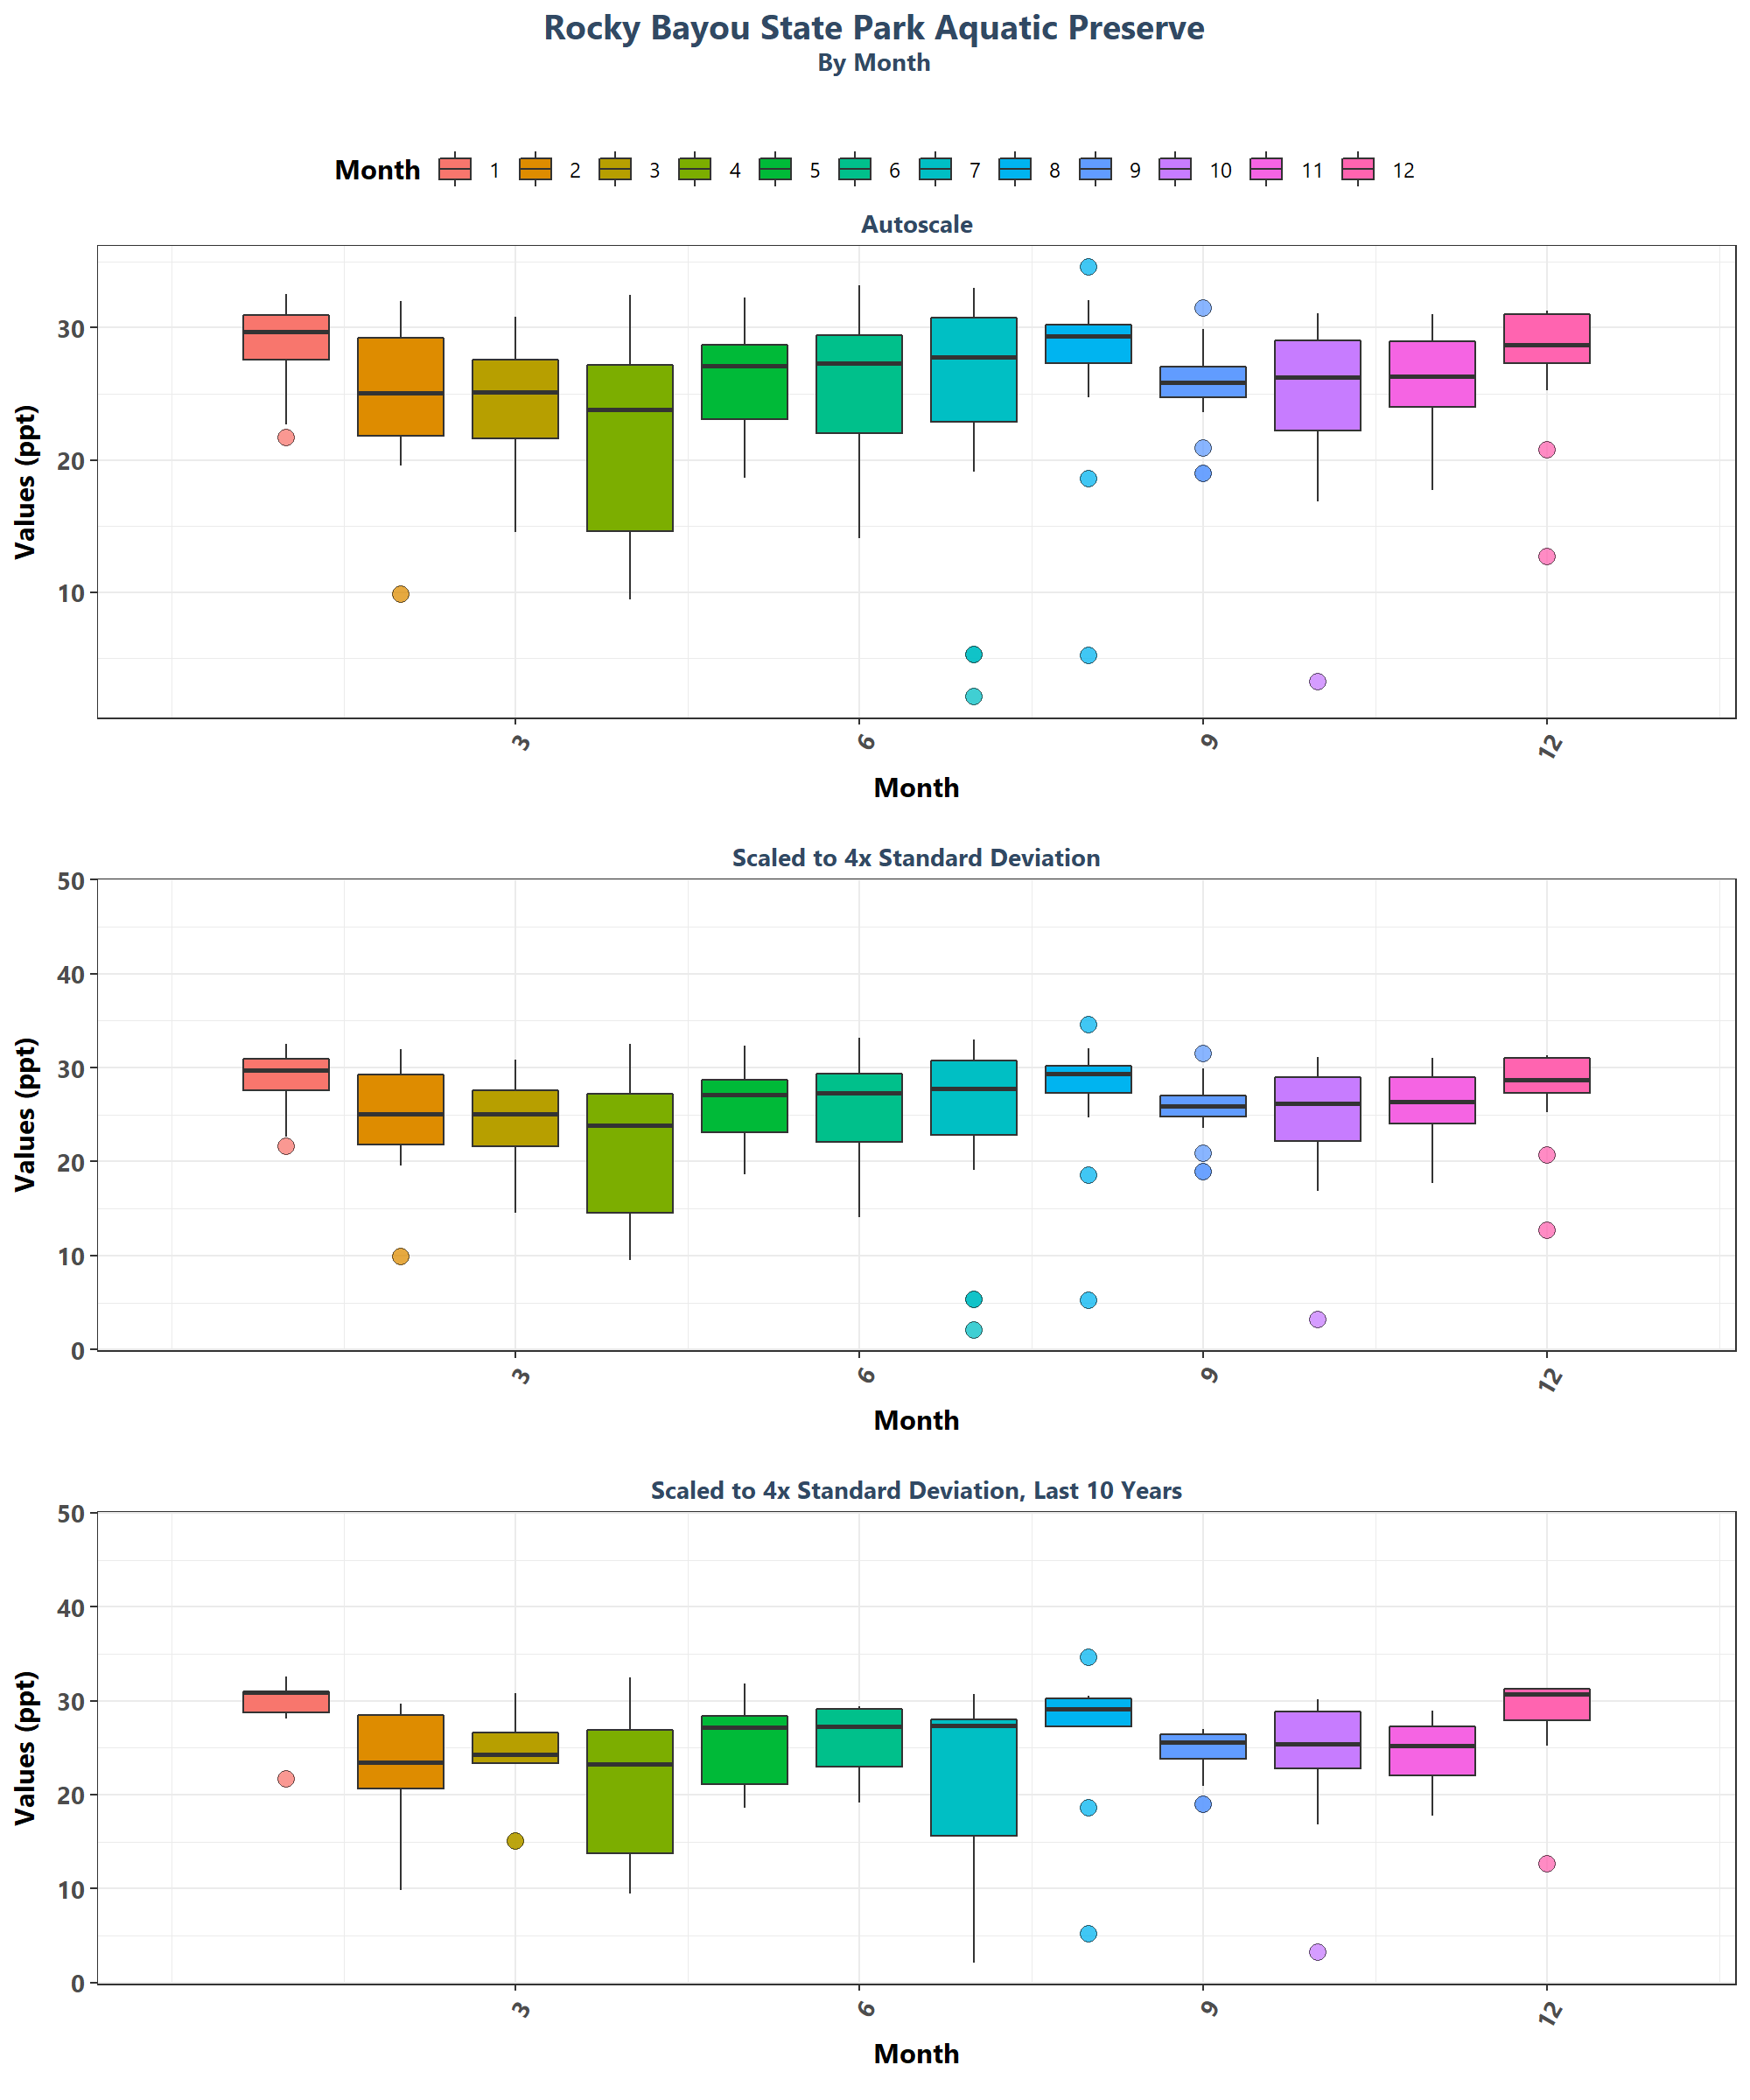 Rocky Bayou State Park Aquatic Preserve
By Month
Month 1 2 3 4 5 6 7 8 9 10 11 12
Autoscale
Values (ppt)
30
20
10
3 6 9 12
Month
Scaled to 4x Standard Deviation
Values (ppt)
50
40
30
20
10
0
3 6 9 12
Month
Scaled to 4x Standard Deviation, Last 10 Years
Values (ppt)
50
40
30
20
10
0
3 6 9 12
Month